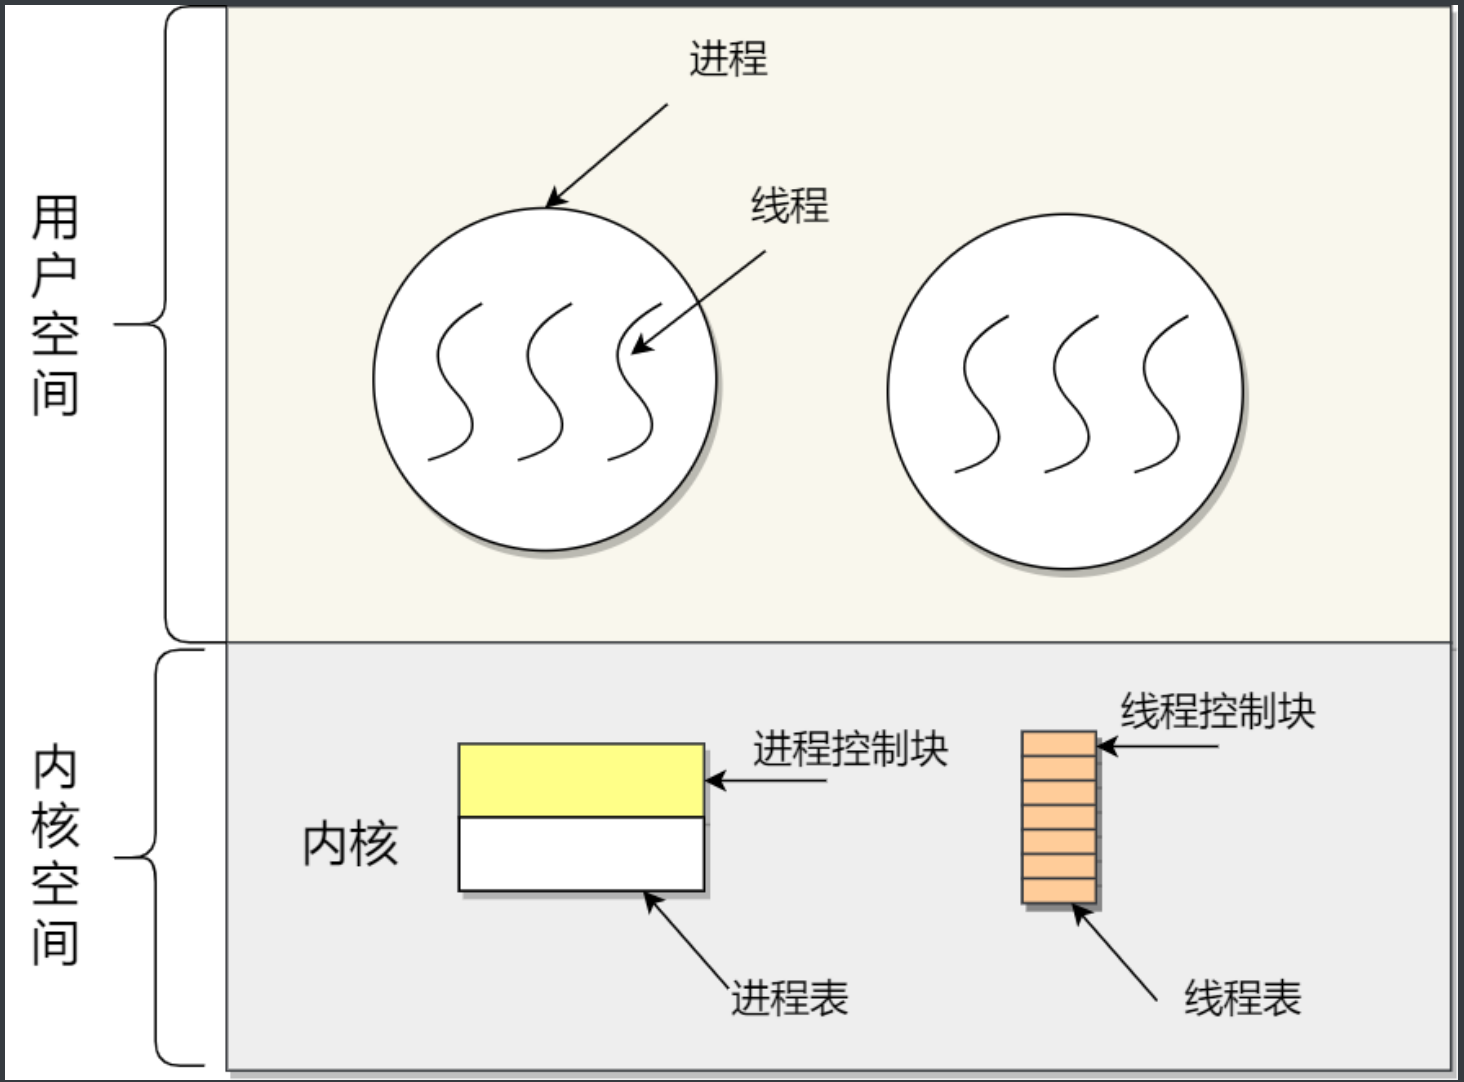 进程
线程
用户空间
线程控制块
进程控制块
内核空间
内核
进程表
线程表